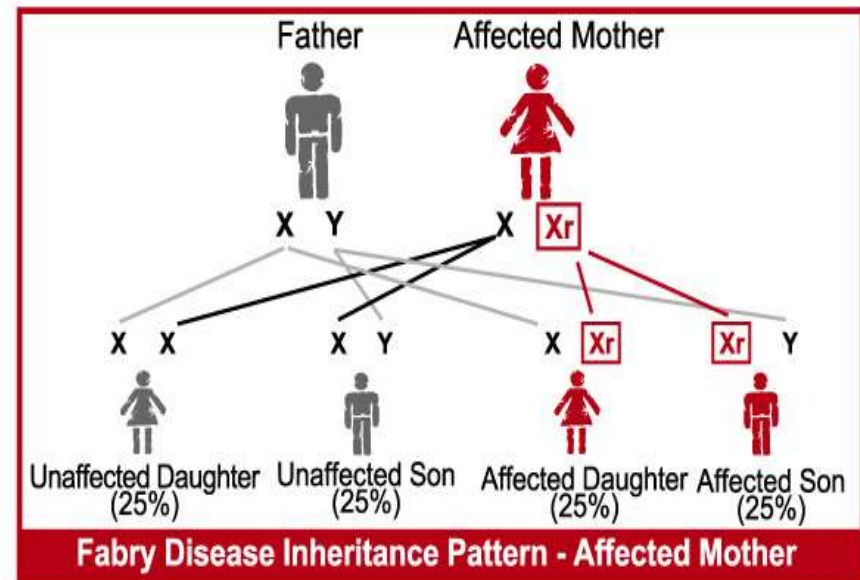 Father Affected Mother
X Y X Xr
X X X Y X Xr Xr Y
Unaffected Daughter Unaffected Son Affected Daughter Affected Son
(25%) (25%) (25%) (25%)
Fabry Disease Inheritance Pattern - Affected Mother